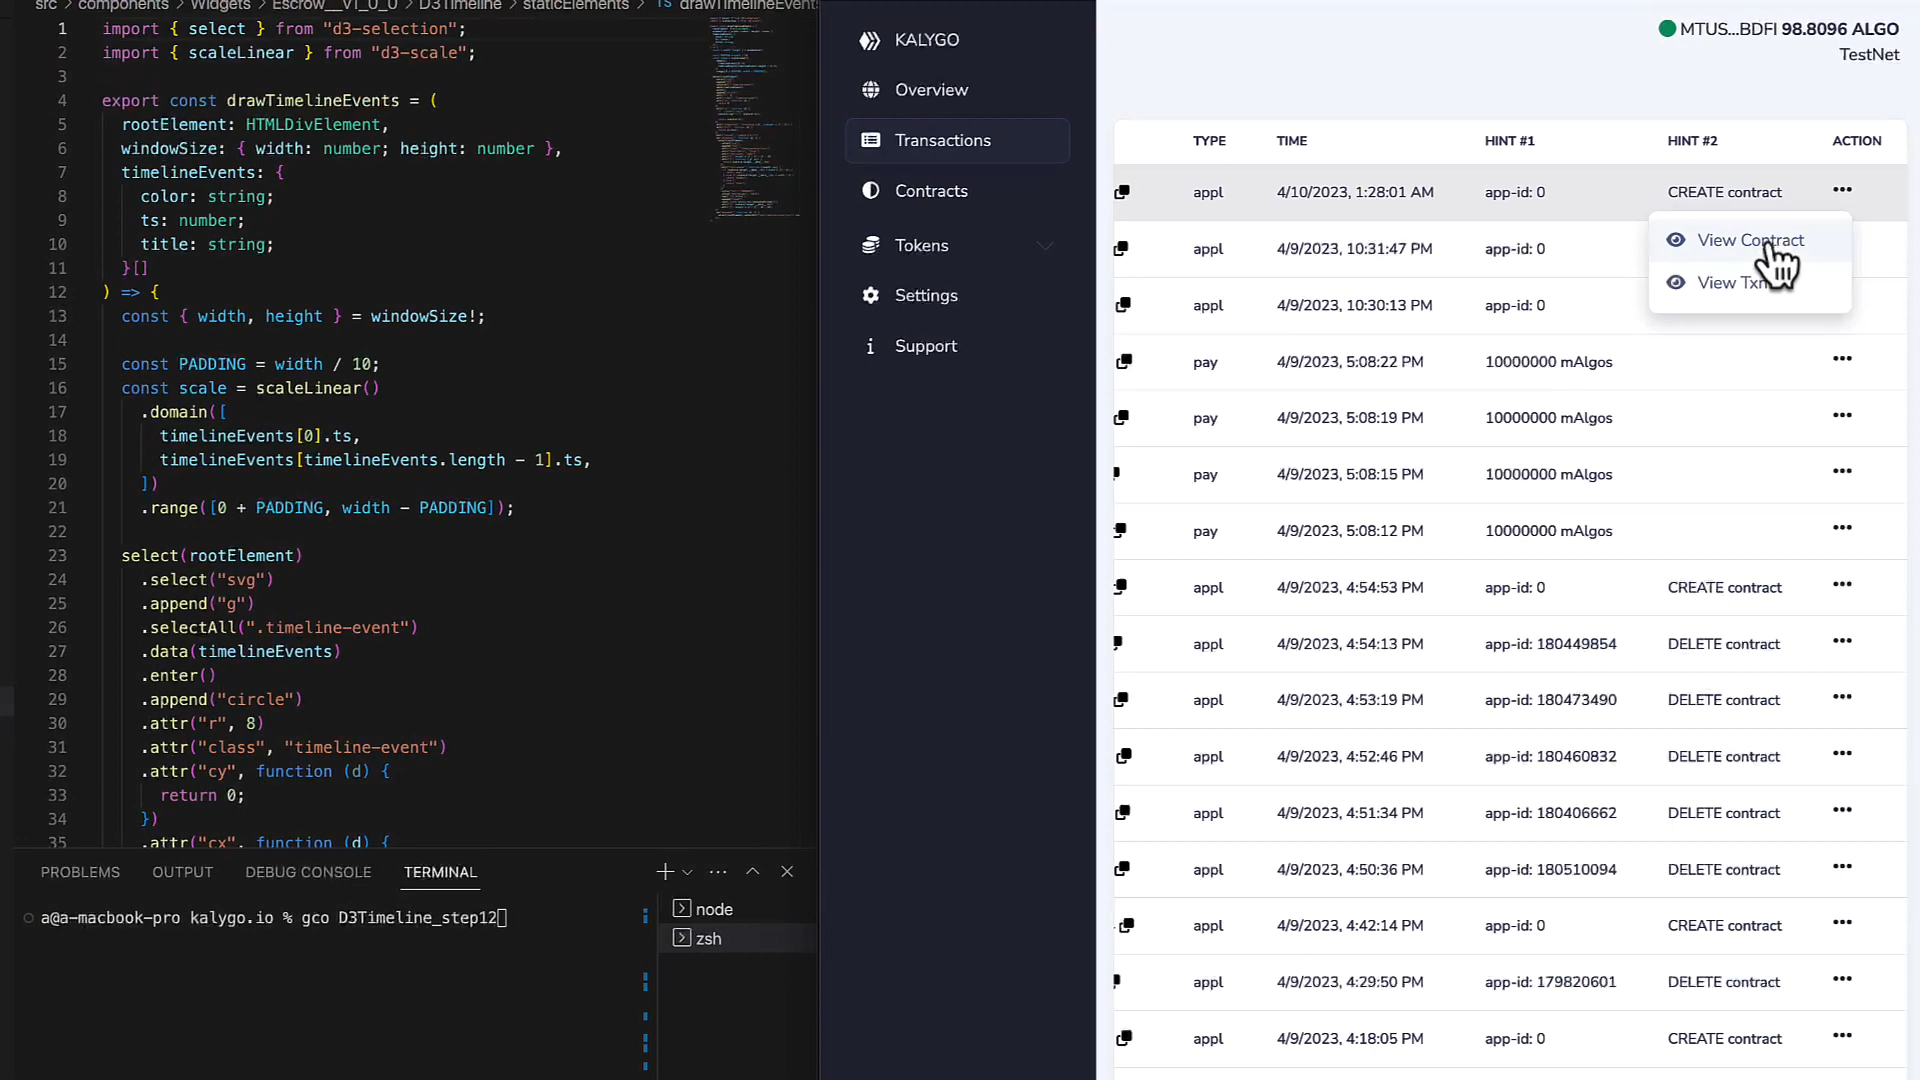 src > components > Widgets > Escrow__V1_0_0 > D3Timeline > staticElements > TS drawTimelineEvent
1 import { select } from "d3-selection";
2 import { scaleLinear } from "d3-scale";
3
4 export const drawTimelineEvents = (
5 rootElement: HTMLDivElement,
6 windowSize: { width: number; height: number },
7 timelineEvents: {
8 color: string;
9 ts: number;
10 title: string;
11 }[]
12 ) => {
13 const { width, height } = windowSize!;
14
15 const PADDING = width / 10;
16 const scale = scaleLinear()
17 .domain([
18 timelineEvents[0].ts,
19 timelineEvents[timelineEvents.length - 1].ts,
20 ])
21 .range([0 + PADDING, width - PADDING]);
22
23 select(rootElement)
24 .select("svg")
25 .append("g")
26 .selectAll(".timeline-event")
27 .data(timelineEvents)
28 .enter()
29 .append("circle")
30 .attr("r", 8)
31 .attr("class", "timeline-event")
32 .attr("cy", function (d) {
33 return 0;
34 })
35 .attr("cx", function (d) {
PROBLEMS OUTPUT DEBUG CONSOLE TERMINAL
a@a-macbook-pro kalygo.io % gco D3Timeline_step12
node
zsh
KALYGO
Overview
Transactions
Contracts
Tokens
Settings
Support
MTUS...BDFI 98.8096 ALGO
TestNet
TYPE TIME HINT #1 HINT #2 ACTION
appl 4/10/2023, 1:28:01 AM app-id: 0 CREATE contract •••
View Contract
View Txn
appl 4/9/2023, 10:31:47 PM app-id: 0
appl 4/9/2023, 10:30:13 PM app-id: 0
pay 4/9/2023, 5:08:22 PM 10000000 mAlgos •••
pay 4/9/2023, 5:08:19 PM 10000000 mAlgos •••
pay 4/9/2023, 5:08:15 PM 10000000 mAlgos •••
pay 4/9/2023, 5:08:12 PM 10000000 mAlgos •••
appl 4/9/2023, 4:54:53 PM app-id: 0 CREATE contract •••
appl 4/9/2023, 4:54:13 PM app-id: 180449854 DELETE contract •••
appl 4/9/2023, 4:53:19 PM app-id: 180473490 DELETE contract •••
appl 4/9/2023, 4:52:46 PM app-id: 180460832 DELETE contract •••
appl 4/9/2023, 4:51:34 PM app-id: 180406662 DELETE contract •••
appl 4/9/2023, 4:50:36 PM app-id: 180510094 DELETE contract •••
appl 4/9/2023, 4:42:14 PM app-id: 0 CREATE contract •••
appl 4/9/2023, 4:29:50 PM app-id: 179820601 DELETE contract •••
appl 4/9/2023, 4:18:05 PM app-id: 0 CREATE contract •••